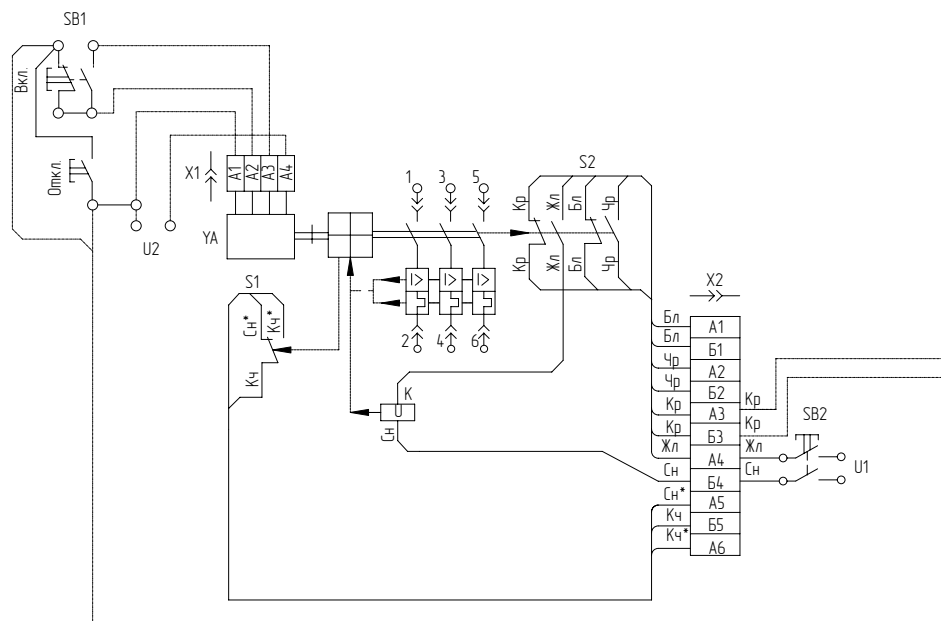 SB1
Вкл.
Откл.
U2
X1
A1
A2
A3
A4
YA
1
3
5
I>
I>
I>
2
4
6
S2
Кр
Жл
Бл
Чр
Кр
Жл
Бл
Чр
S1
Сн*
Кч*
Кч
K
U
Сн
X2
Бл
A1
Бл
Б1
Чр
A2
Чр
Б2
Кр
A3
Кр
Кр
Б3
Кр
Жл
A4
Жл
Сн
Б4
Сн
Сн*
A5
Кч
Б5
Кч*
A6
SB2
U1